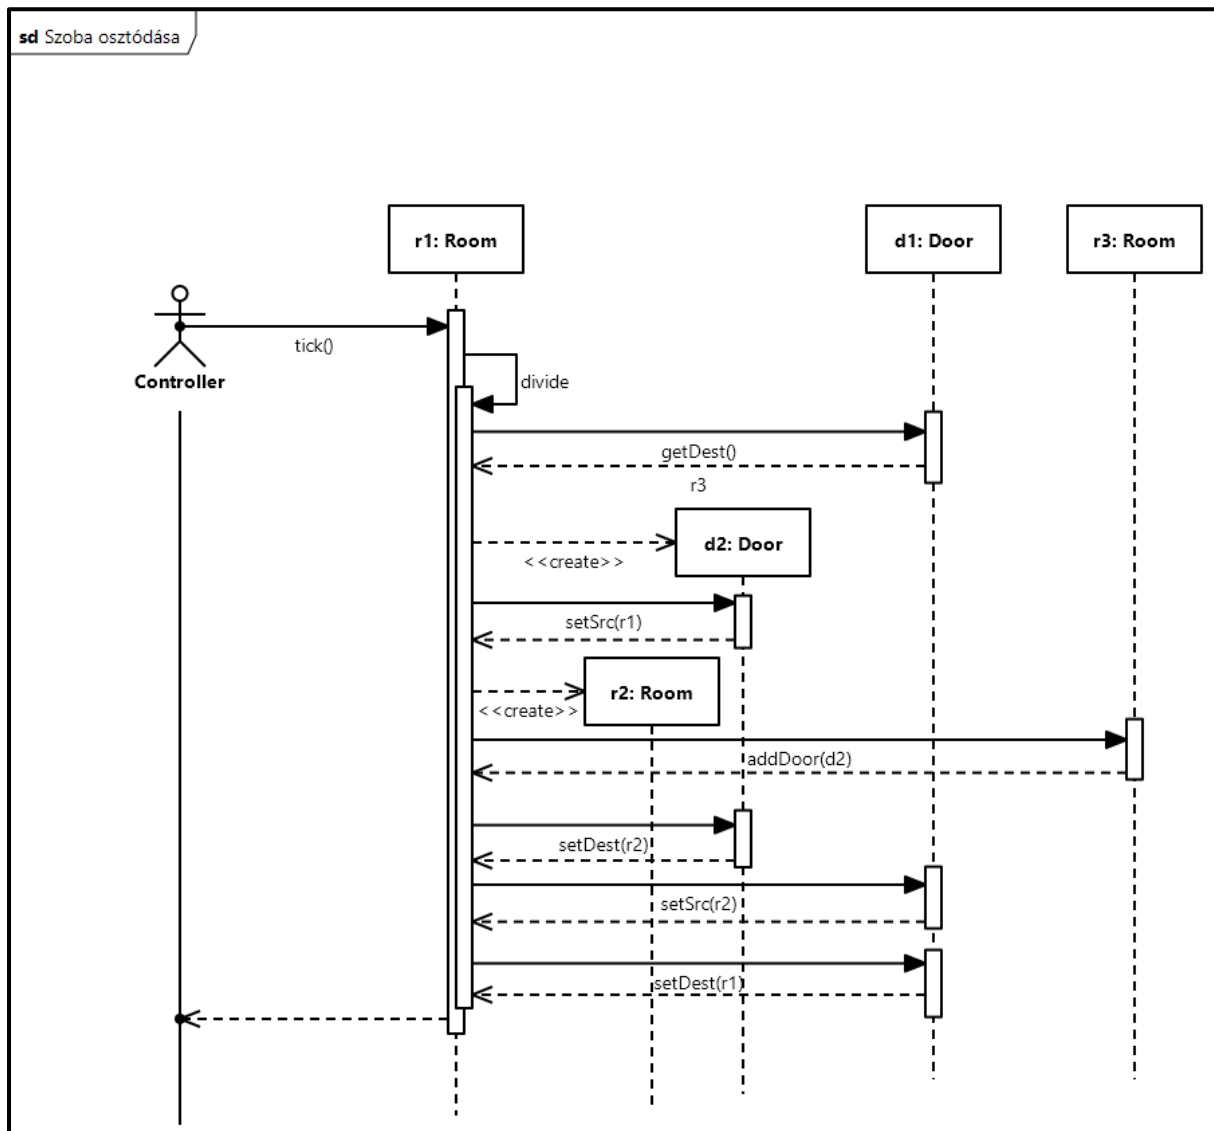 sd Szoba osztódása
r1: Room
d1: Door
r3: Room
tick()
Controller
divide
getDest()
r3
d2: Door
<<create>>
setSrc(r1)
r2: Room
<<create>>
addDoor(d2)
setDest(r2)
setSrc(r2)
setDest(r1)